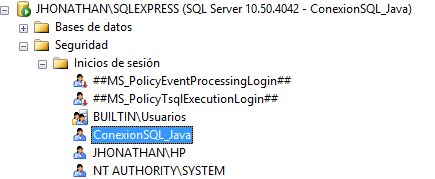 JHONATHAN\SQLEXPRESS (SQL Server 10.50.4042 - ConexionSQL_Java)
Bases de datos
Seguridad
Inicios de sesión
##MS_PolicyEventProcessingLogin##
##MS_PolicyTsqlExecutionLogin##
BUILTIN\Usuarios
ConexionSQL_Java
JHONATHAN\HP
NT AUTHORITY\SYSTEM